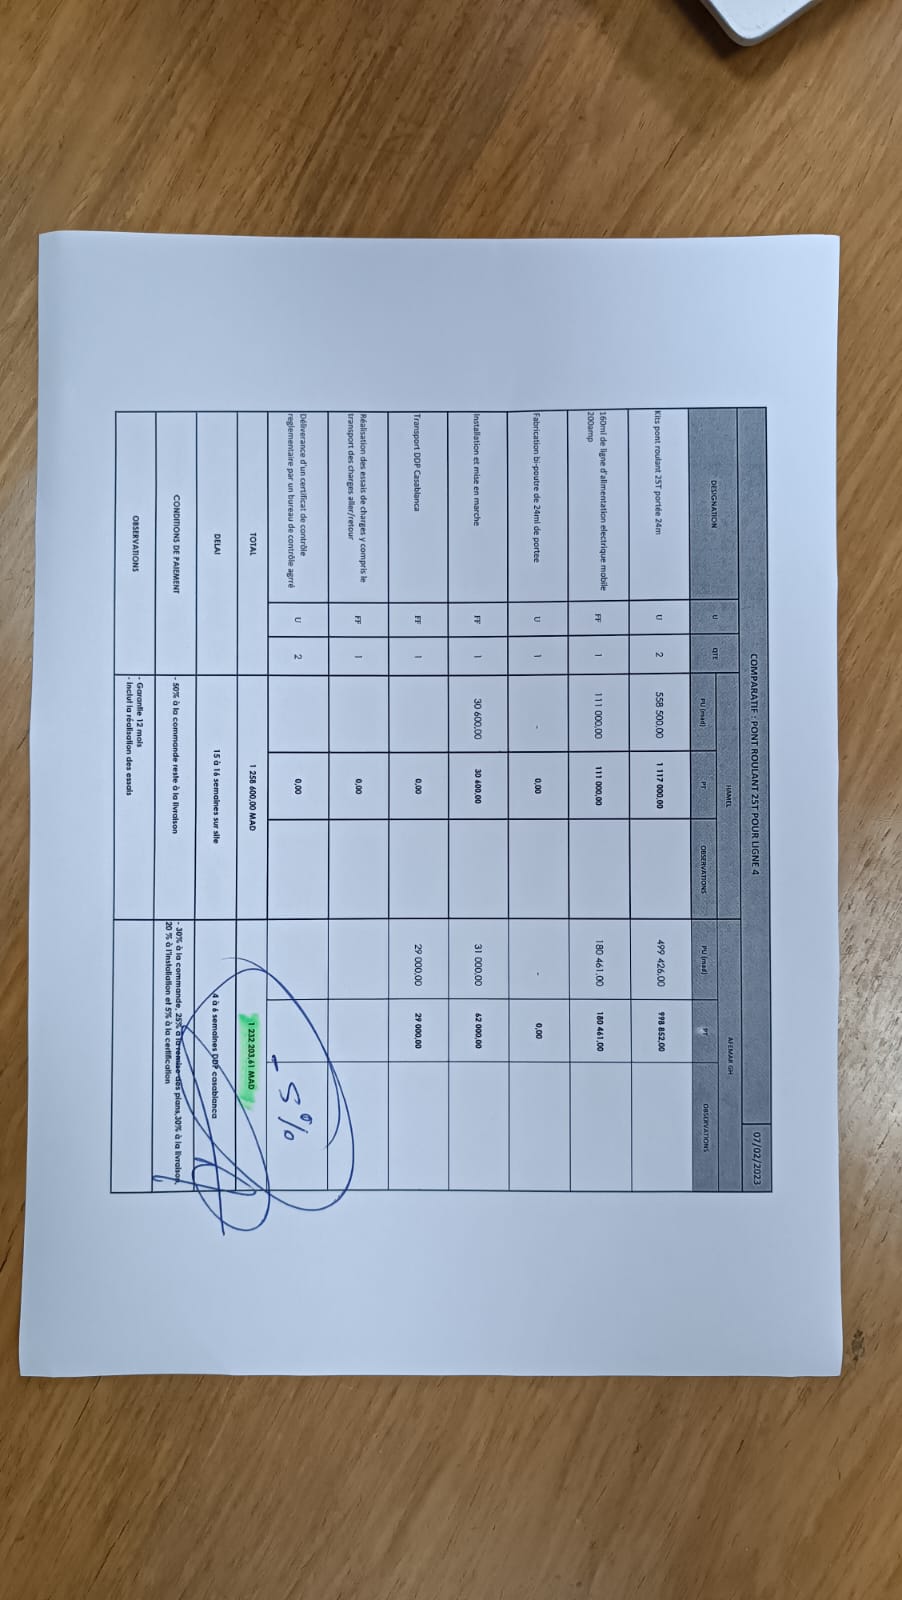 COMPARATIF : PONT ROULANT 25T POUR LIGNE 4 07/02/2023
DESIGNATION U QTE HAMEL AFEMAR GH
PU (mad) PT OBSERVATIONS PU (mad) PT OBSERVATIONS
Kits pont roulant 25T portée 24m U 2 558 500,00 1 117 000,00 499 426,00 998 852,00
160ml de ligne d'alimentation electrique mobile
200amp FF 1 111 000,00 111 000,00 180 461,00 180 461,00
Fabrication bi-poutre de 24ml de portee U 1 - 0,00 - 0,00
Installation et mise en marche FF 1 30 600,00 30 600,00 31 000,00 62 000,00
Transport DDP Casablanca FF 1 0,00 29 000,00 29 000,00
Réalisation des essais de charges y compris le
transport des charges aller/retour FF 1 0,00
Délivrance d'un certificat de contrôle
reglementaire par un bureau de contrôle agrré U 2 0,00
- 5%
TOTAL 1 258 600,00 MAD 1 232 203,61 MAD
DELAI 15 à 16 semaines sur site 4 à 6 semaines DDP casablanca
CONDITIONS DE PAIEMENT - 50% à la commande reste à la livraison - 30% à la commande, 25% à la remise des plans,30% à la livraison,
20 % à l'installation et 5% à la certification
OBSERVATIONS - Garantie 12 mois
- Inclut la réalisation des essais